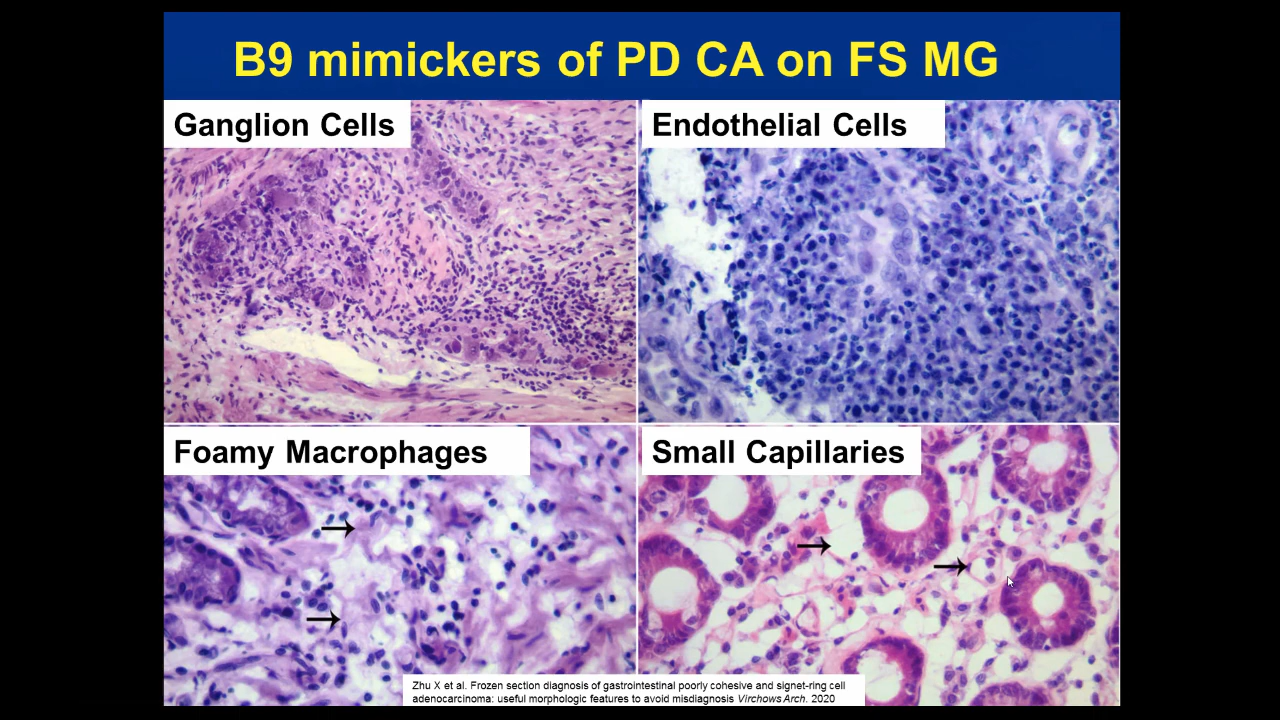 B9 mimickers of PD CA on FS MG
Ganglion Cells
Endothelial Cells
Foamy Macrophages
Small Capillaries
Zhu X et al. Frozen section diagnosis of gastrointestinal poorly cohesive and signet-ring cell
adenocarcinoma: useful morphologic features to avoid misdiagnosis Virchows Arch. 2020